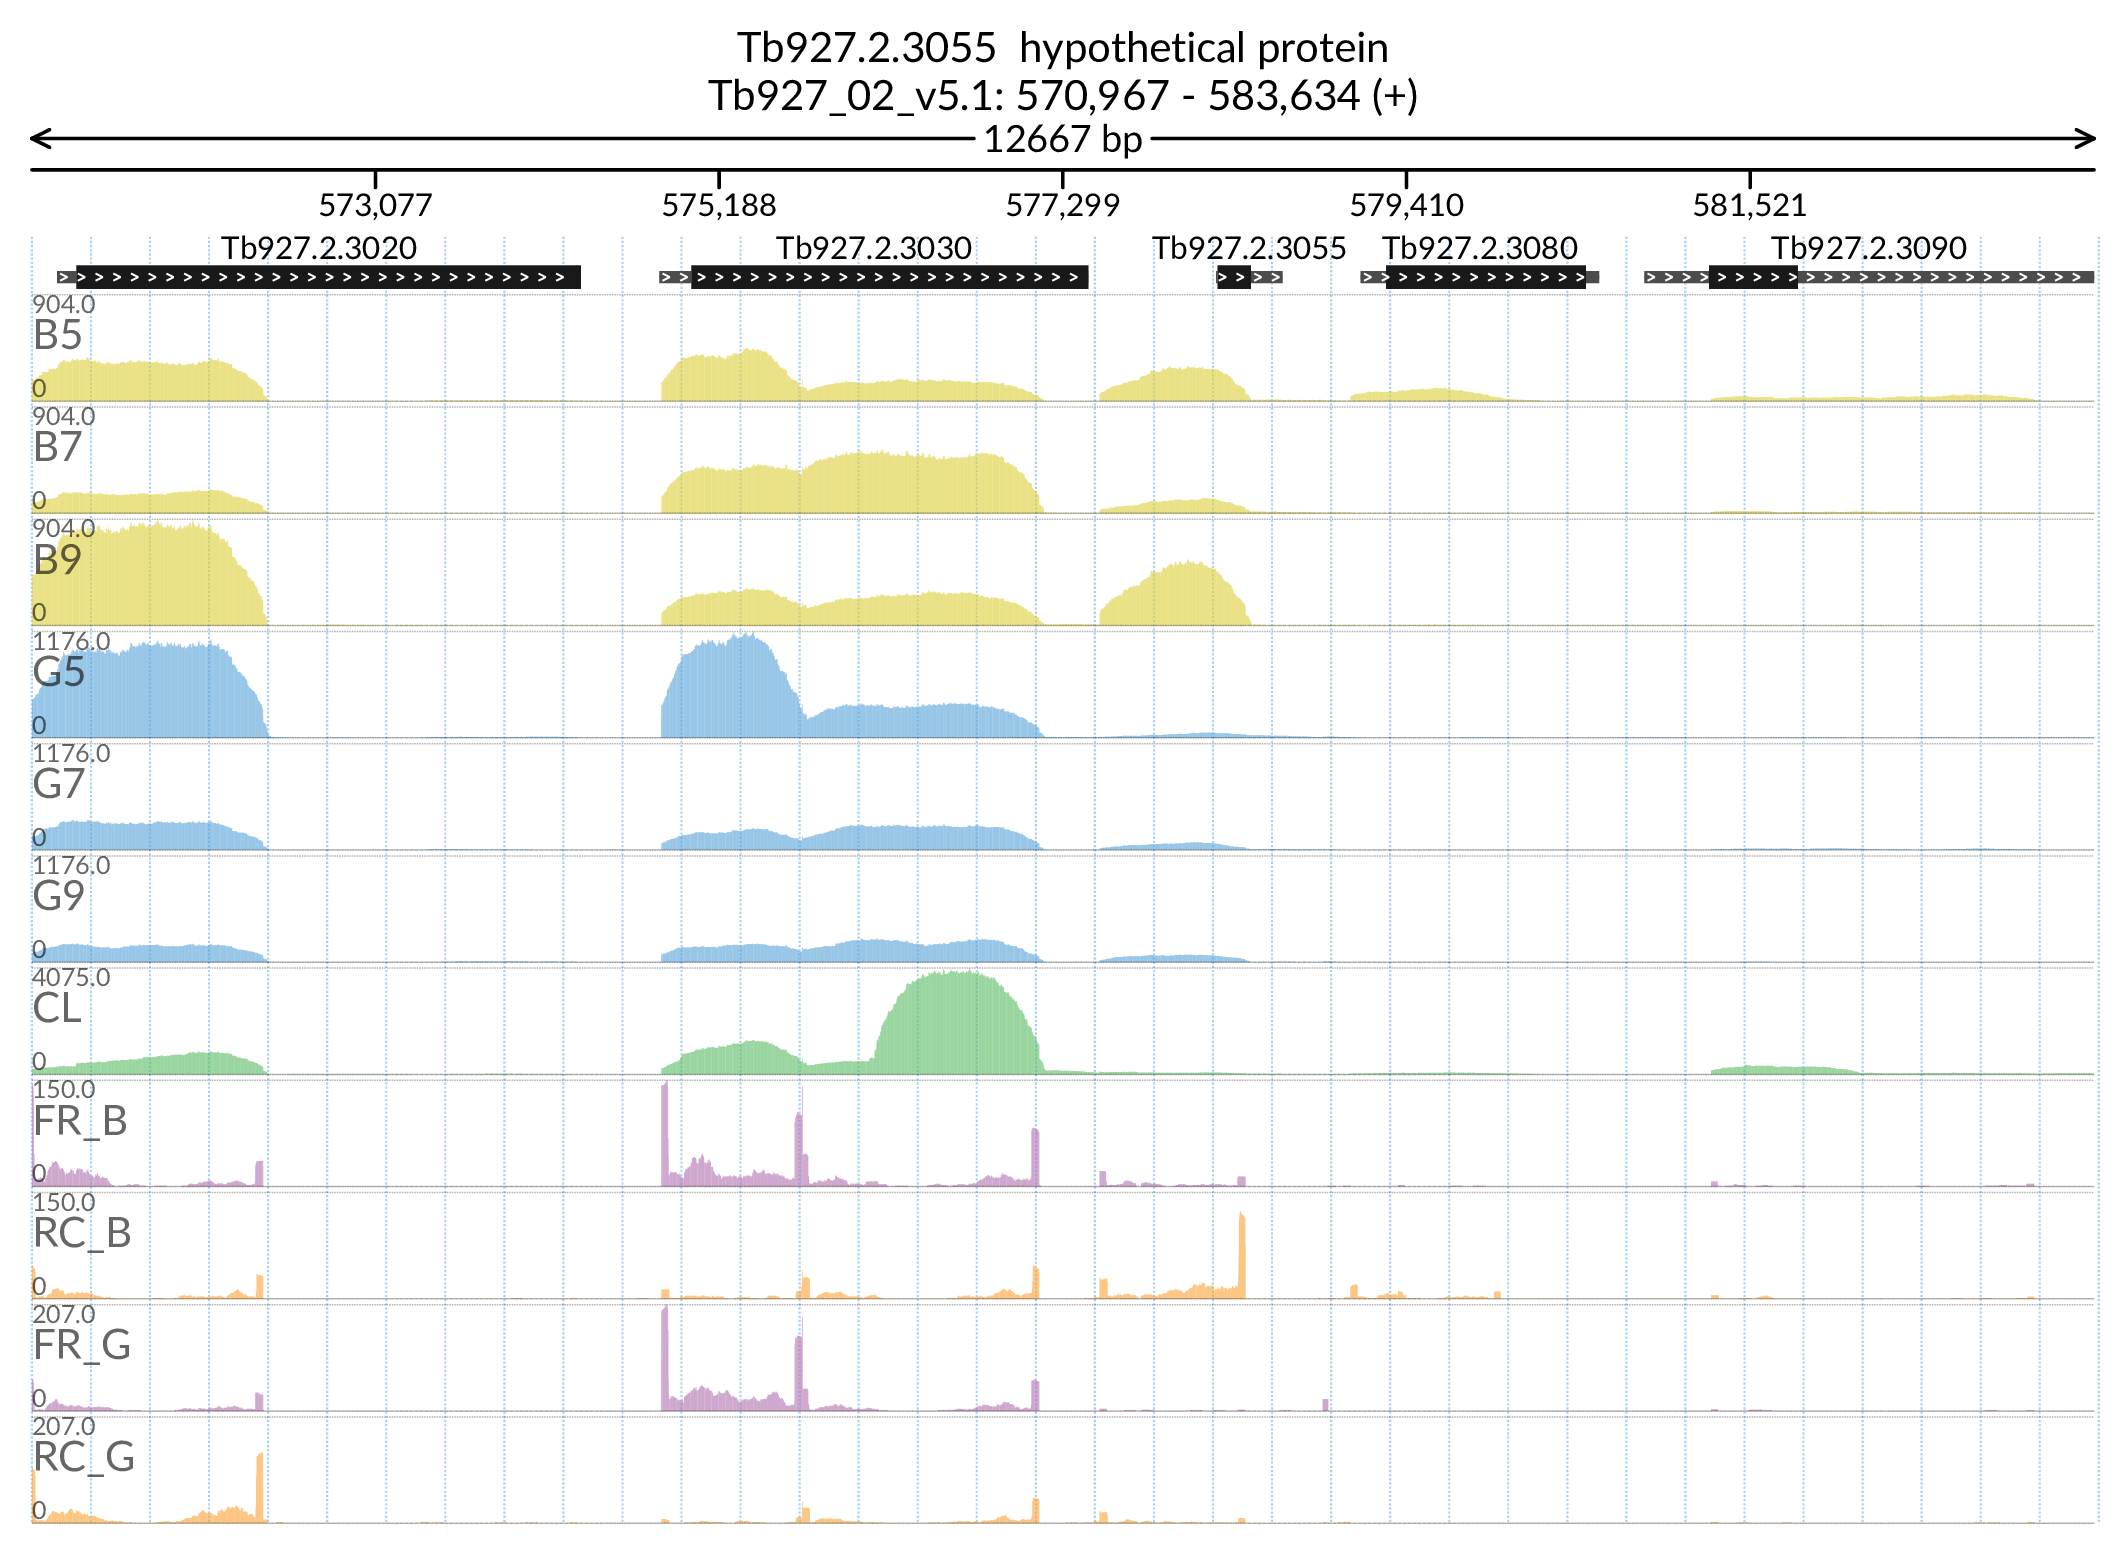 Tb927.2.3055  hypothetical protein
Tb927_02_v5.1: 570,967 - 583,634 (+)
12667 bp
573,077 575,188 577,299 579,410 581,521
Tb927.2.3020 Tb927.2.3030 Tb927.2.3055 Tb927.2.3080 Tb927.2.3090
904.0
B5
0
904.0
B7
0
904.0
B9
0
1176.0
G5
0
1176.0
G7
0
1176.0
G9
0
4075.0
CL
0
150.0
FR_B
0
150.0
RC_B
0
207.0
FR_G
0
207.0
RC_G
0